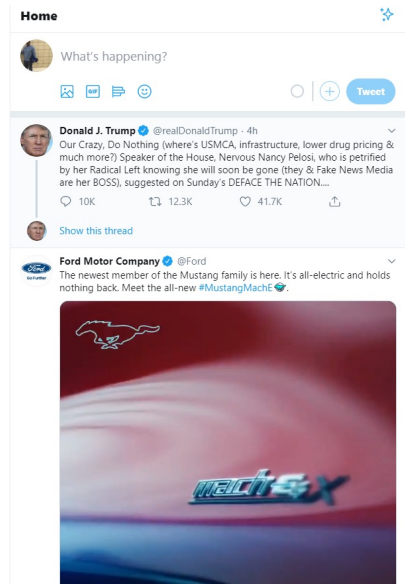 Home
What's happening?
GIF
Tweet
Donald J. Trump @realDonaldTrump · 4h
Our Crazy, Do Nothing (where's USMCA, infrastructure, lower drug pricing &
much more?) Speaker of the House, Nervous Nancy Pelosi, who is petrified
by her Radical Left knowing she will soon be gone (they & Fake News Media
are her BOSS), suggested on Sunday's DEFACE THE NATION....
10K 12.3K 41.7K
Show this thread
Ford
Go Further
Ford Motor Company @Ford
The newest member of the Mustang family is here. It's all-electric and holds
nothing back. Meet the all-new #MustangMachE.